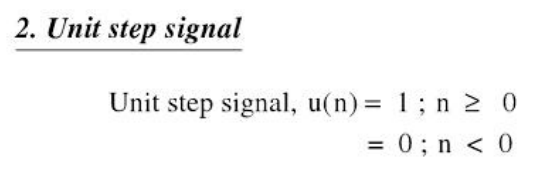 2. Unit step signal
Unit step signal, u(n) = 1 ; n ≥ 0
= 0 ; n < 0